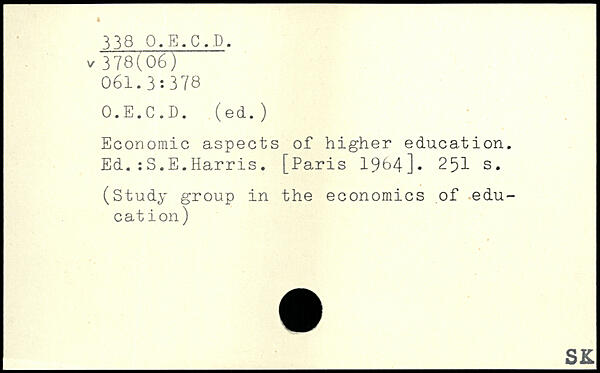 338 O.E.C.D.
v 378(06)
061.3:378
O.E.C.D. (ed.)
Economic aspects of higher education.
Ed.:S.E.Harris. [Paris 1964]. 251 s.
(Study group in the economics of edu-
cation)
SK